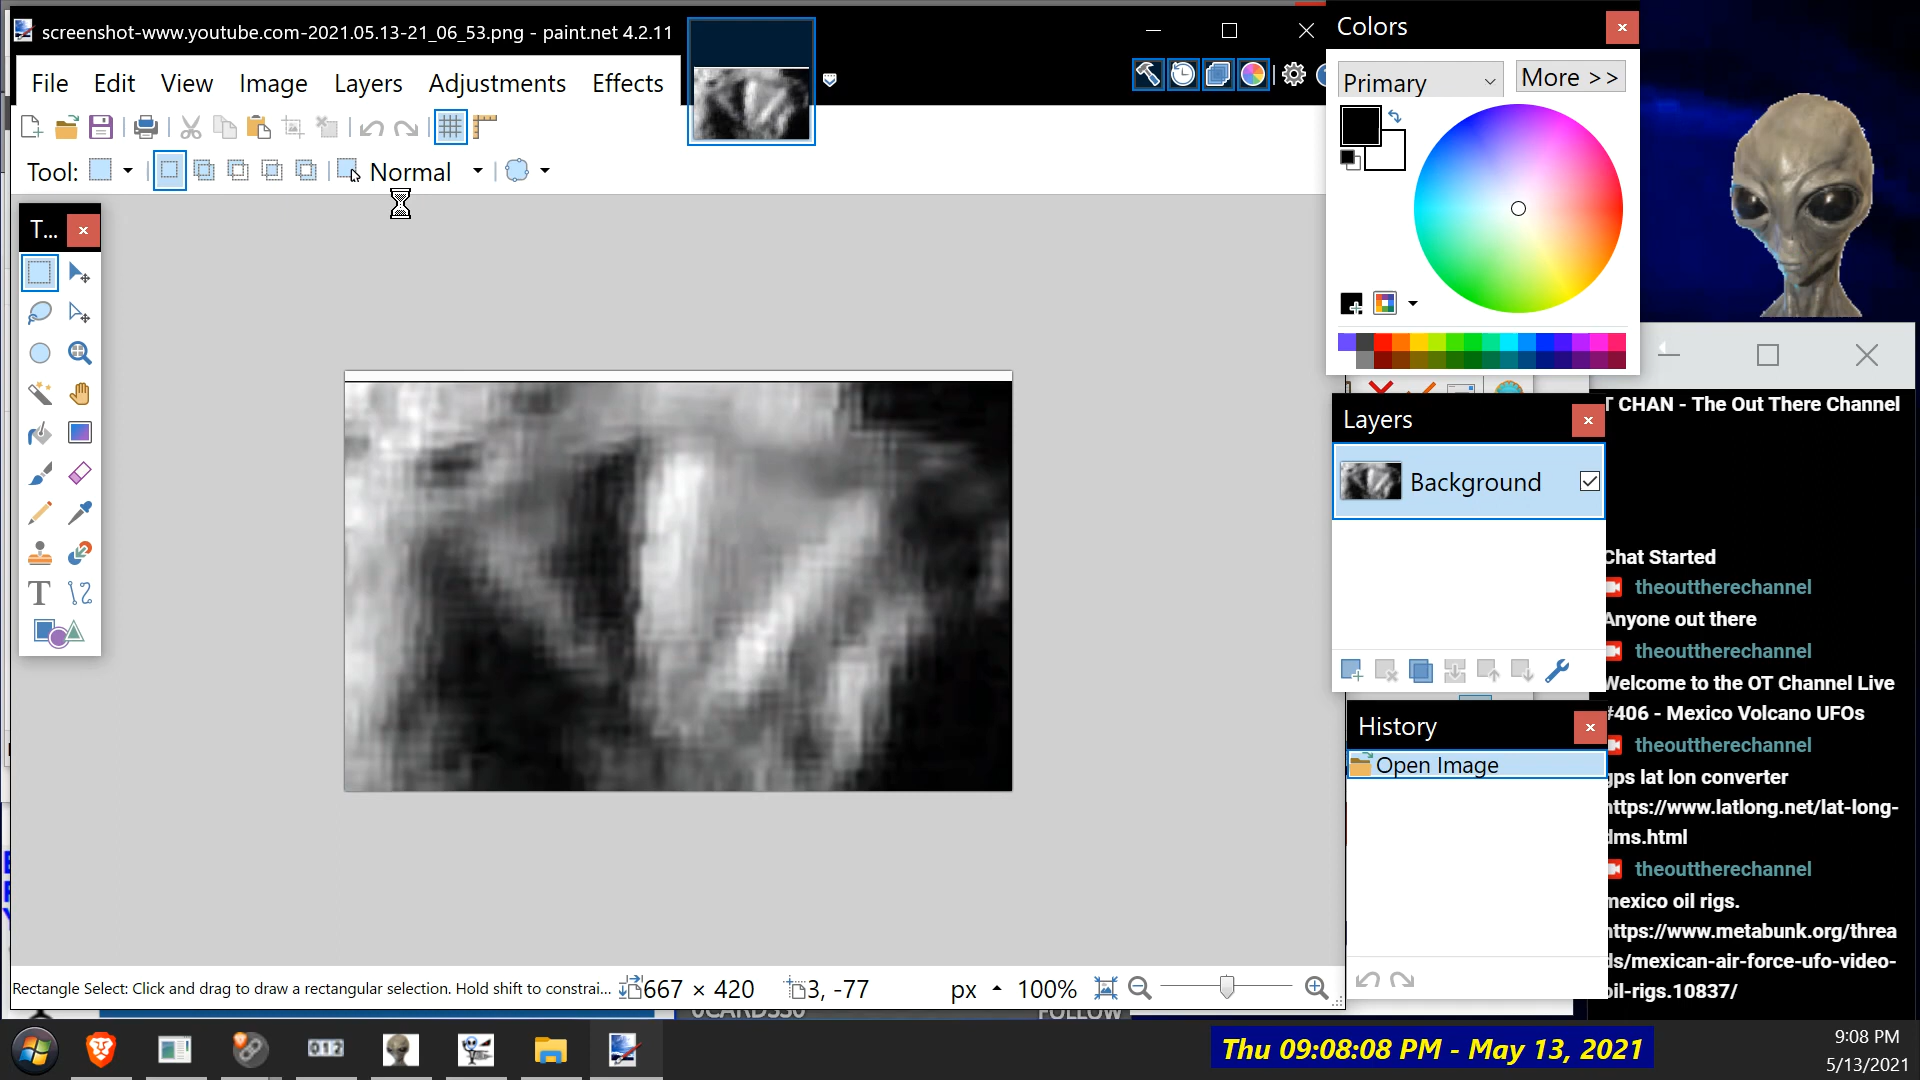 screenshot-www.youtube.com-2021.05.13-21_06_53.png - paint.net 4.2.11
File Edit View Image Layers Adjustments Effects
Tool:
Normal
T...
Colors
Primary
More >>
Layers
Background
History
Open Image
T CHAN - The Out There Channel
Chat Started
theouttherechannel
Anyone out there
theouttherechannel
Welcome to the OT Channel Live
#406 - Mexico Volcano UFOs
theouttherechannel
gps lat lon converter
https://www.latlong.net/lat-long-
dms.html
theouttherechannel
mexico oil rigs.
https://www.metabunk.org/threa
ds/mexican-air-force-ufo-video-
oil-rigs.10837/
Rectangle Select: Click and drag to draw a rectangular selection. Hold shift to constrai...
667 × 420
3, -77
px
100%
FOLLOW
012
Thu 09:08:08 PM - May 13, 2021
9:08 PM
5/13/2021